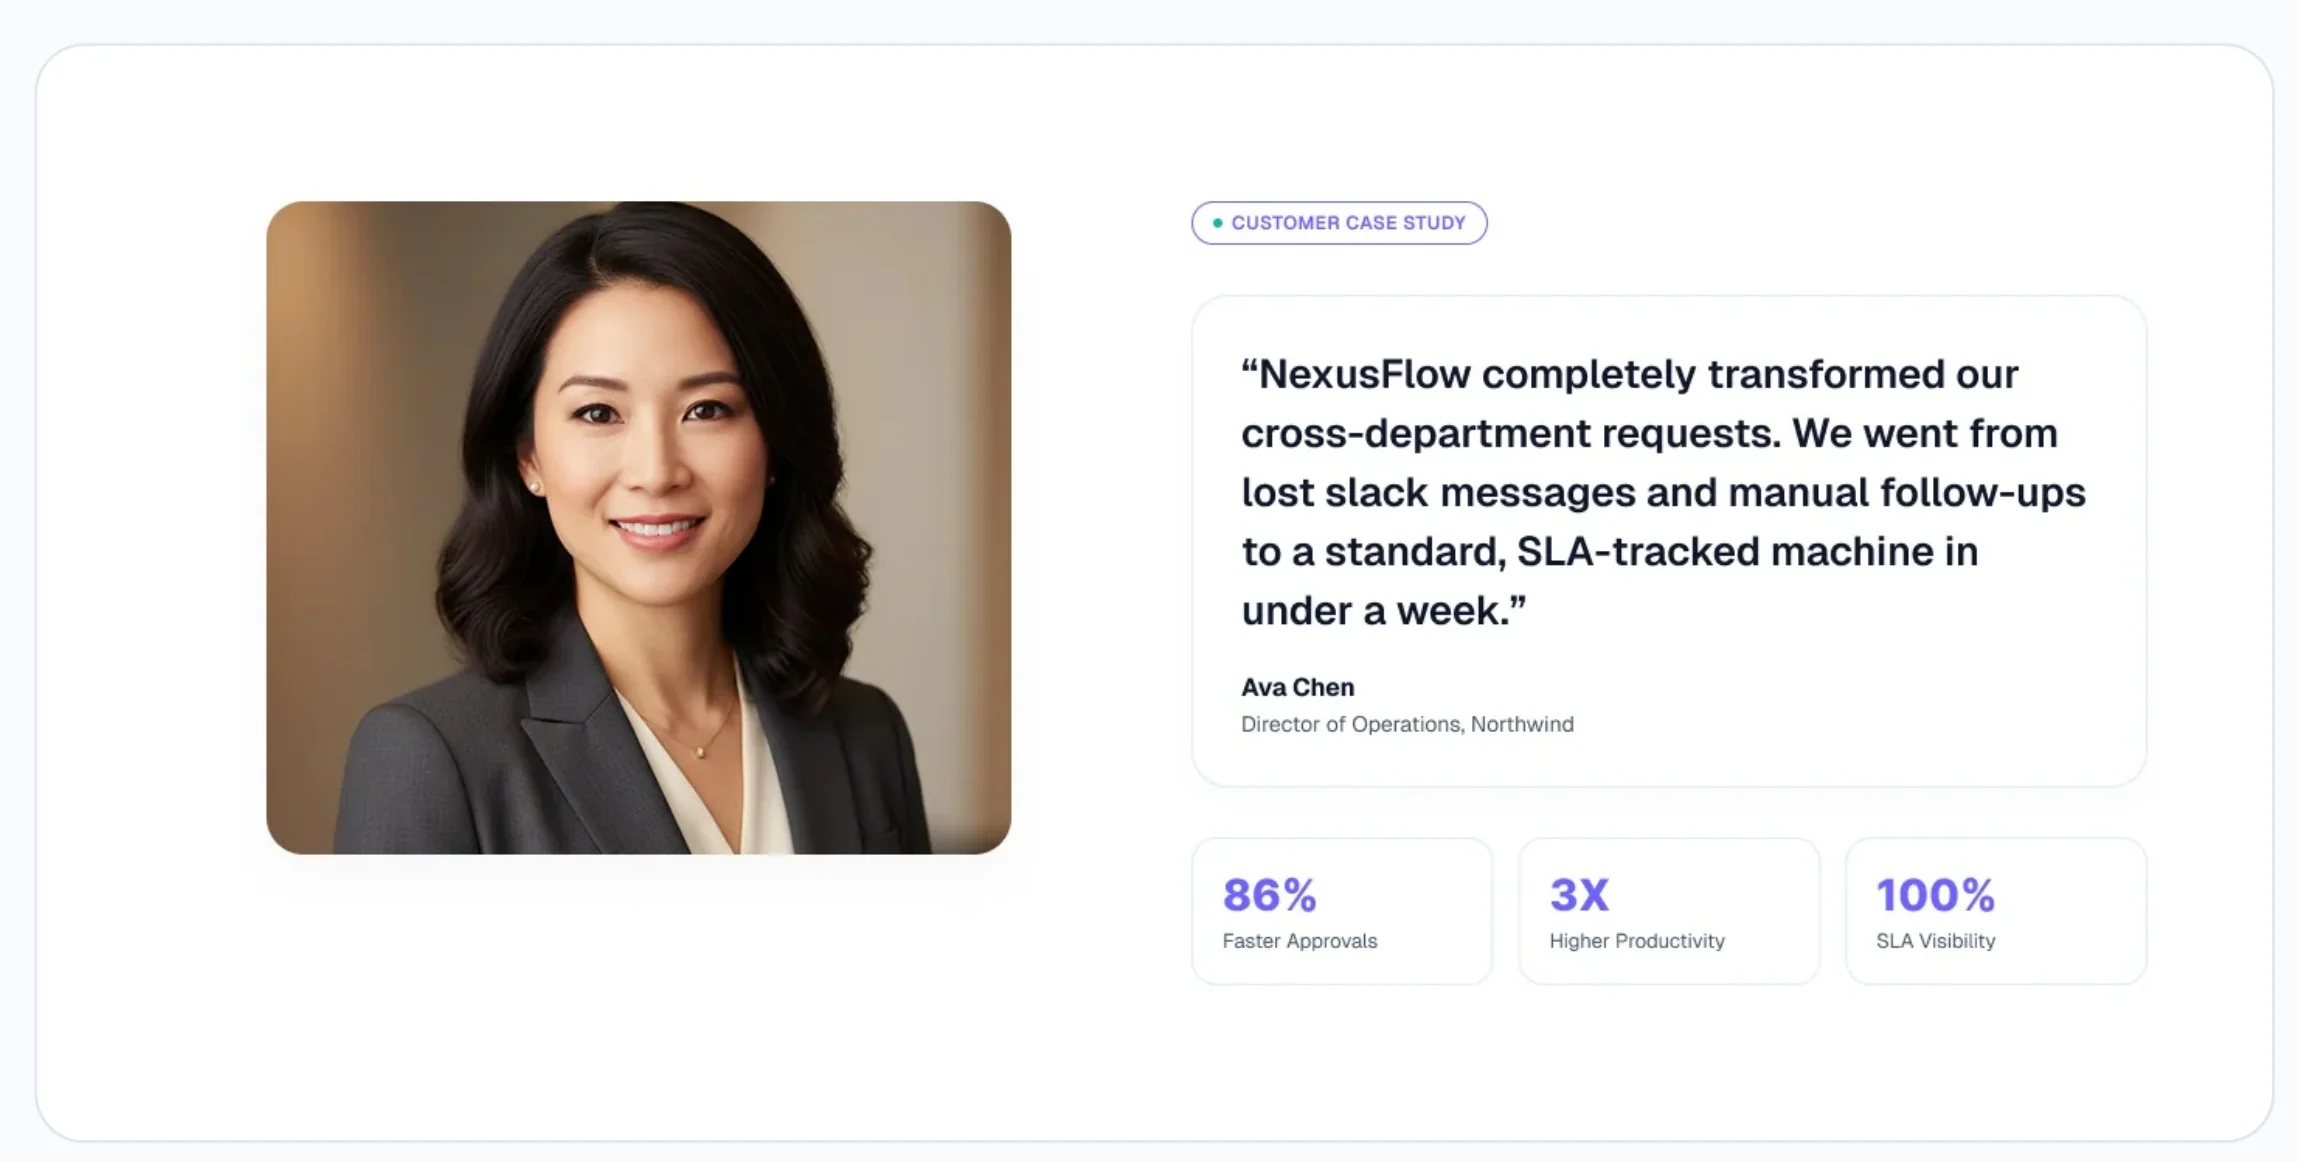 CUSTOMER CASE STUDY
“NexusFlow completely transformed our
cross-department requests. We went from
lost slack messages and manual follow-ups
to a standard, SLA-tracked machine in
under a week.”
Ava Chen
Director of Operations, Northwind
86%
Faster Approvals
3X
Higher Productivity
100%
SLA Visibility